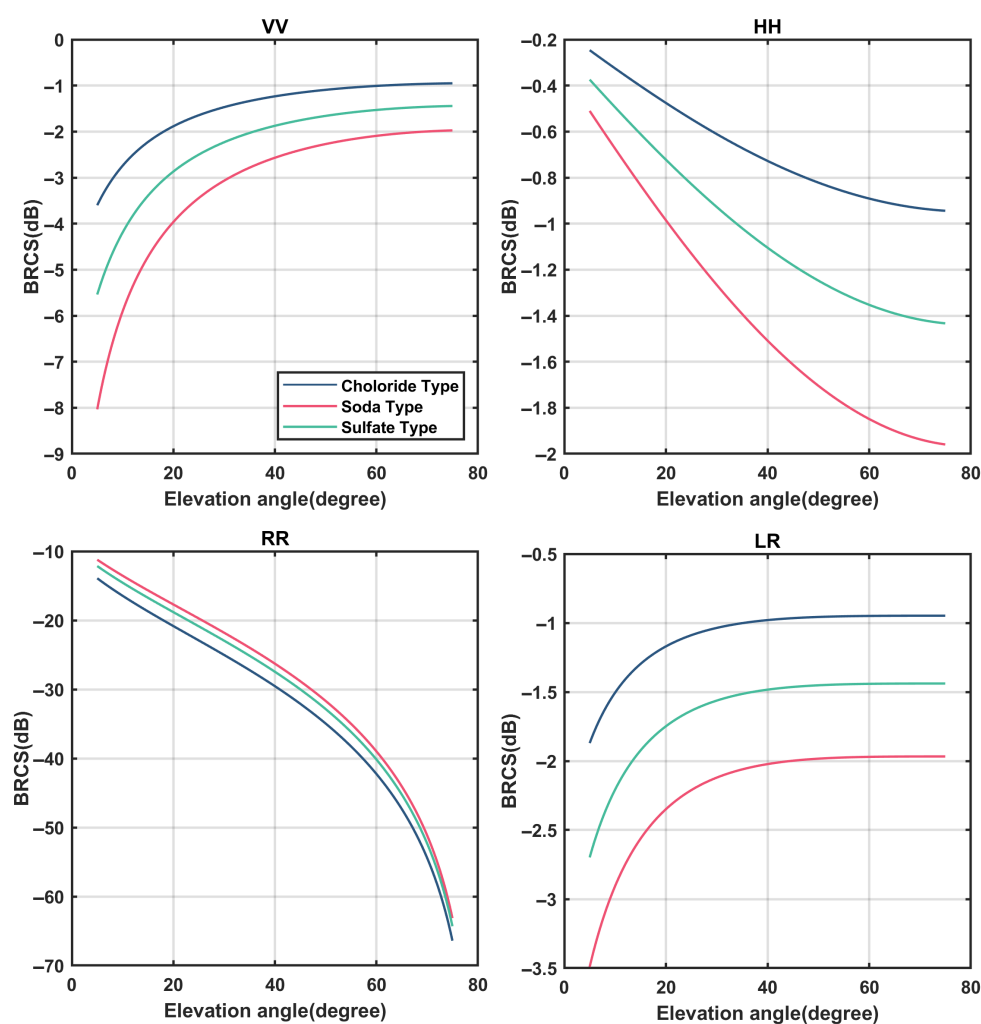 VV
0
–1
–2
–3
–4
–5
–6
–7
–8
–9
BRCS(dB)
Choloride Type
Soda Type
Sulfate Type
0 20 40 60 80
Elevation angle(degree)
HH
–0.2
–0.4
–0.6
–0.8
–1
–1.2
–1.4
–1.6
–1.8
–2
BRCS(dB)
0 20 40 60 80
Elevation angle(degree)
RR
–10
–20
–30
–40
–50
–60
–70
BRCS(dB)
0 20 40 60 80
Elevation angle(degree)
LR
–0.5
–1
–1.5
–2
–2.5
–3
–3.5
BRCS(dB)
0 20 40 60 80
Elevation angle(degree)